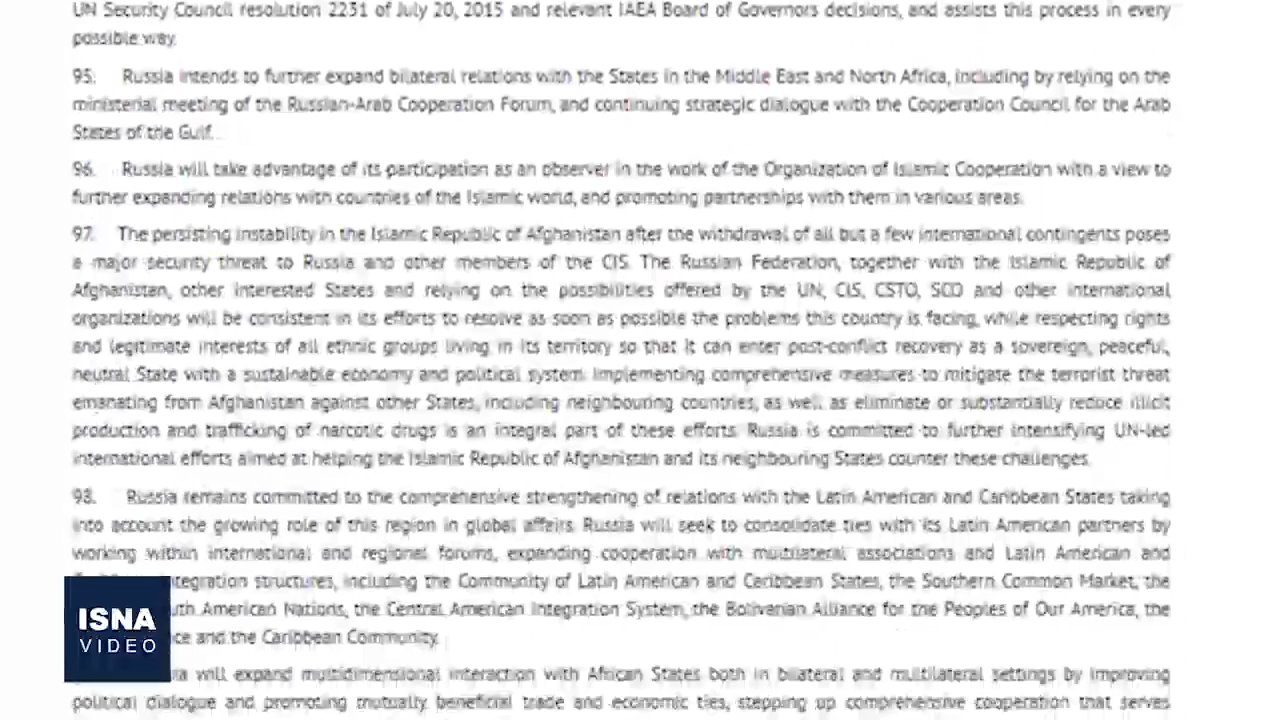 UN Security Council resolution 2231 of July 20, 2015 and relevant IAEA Board of Governors decisions, and assists this process in every
possible way.
95. Russia intends to further expand bilateral relations with the States in the Middle East and North Africa, including by relying on the
ministerial meeting of the Russian-Arab Cooperation Forum, and continuing strategic dialogue with the Cooperation Council for the Arab
States of the Gulf.
96. Russia will take advantage of its participation as an observer in the work of the Organization of Islamic Cooperation with a view to
further expanding relations with countries of the Islamic world, and promoting partnerships with them in various areas.
97. The persisting instability in the Islamic Republic of Afghanistan after the withdrawal of all but a few international contingents poses
a major security threat to Russia and other members of the CIS. The Russian Federation, together with the Islamic Republic of
Afghanistan, other interested States and relying on the possibilities offered by the UN, CIS, CSTO, SCO and other international
organizations will be consistent in its efforts to resolve as soon as possible the problems this country is facing, while respecting rights
and legitimate interests of all ethnic groups living in its territory so that it can enter post-conflict recovery as a sovereign, peaceful,
neutral State with a sustainable economy and political system. Implementing comprehensive measures to mitigate the terrorist threat
emanating from Afghanistan against other States, including neighbouring countries, as well as eliminate or substantially reduce illicit
production and trafficking of narcotic drugs is an integral part of these efforts. Russia is committed to further intensifying UN-led
international efforts aimed at helping the Islamic Republic of Afghanistan and its neighbouring States counter these challenges.
98. Russia remains committed to the comprehensive strengthening of relations with the Latin American and Caribbean States taking
into account the growing role of this region in global affairs. Russia will seek to consolidate ties with its Latin American partners by
working within international and regional forums, expanding cooperation with multilateral associations and Latin American and
integration structures, including the Community of Latin American and Caribbean States, the Southern Common Market, the
uth American Nations, the Central American Integration System, the Bolivarian Alliance for the Peoples of Our America, the
ce and the Caribbean Community.
will expand multidimensional interaction with African States both in bilateral and multilateral settings by improving
political dialogue and promoting mutually beneficial trade and economic ties, stepping up comprehensive cooperation that serves
ISNA
VIDEO